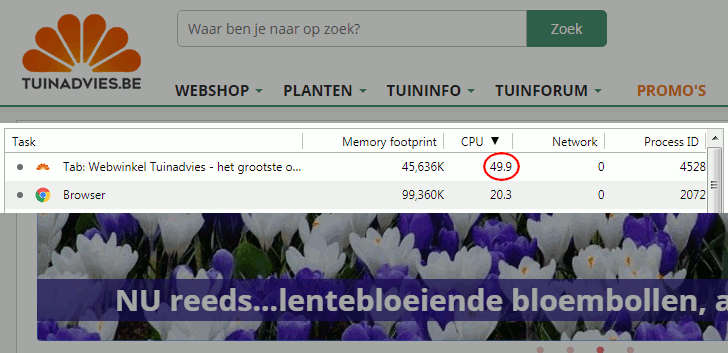 Waar ben je naar op zoek?
Zoek
TUINADVIES.BE
WEBSHOP PLANTEN TUININFO TUINFORUM PROMO'S
Task Memory footprint CPU ▼ Network Process ID
Tab: Webwinkel Tuinadvies - het grootste o... 45,636K 49.9 0 4528
Browser 99,360K 20.3 0 2072
NU reeds...lentebloeiende bloembollen, a